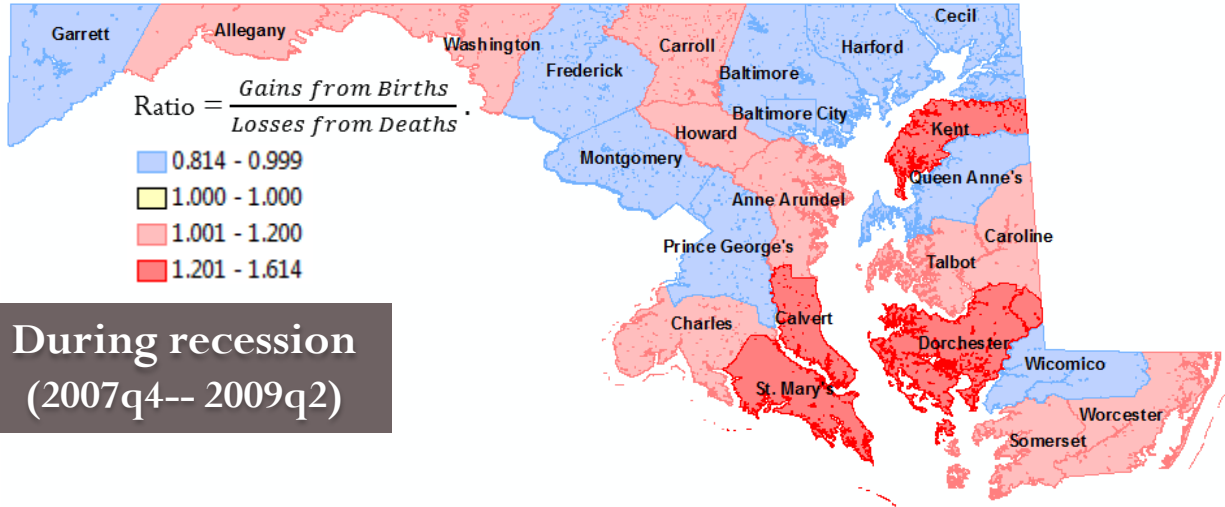 Cecil
Garrett
Allegany
Washington
Carroll
Harford
Frederick
Baltimore
Ratio = Gains from Births / Losses from Deaths .
Baltimore City
Kent
Howard
0.814 - 0.999
Montgomery
Queen Anne's
1.000 - 1.000
Anne Arundel
1.001 - 1.200
Caroline
Prince George's
Talbot
1.201 - 1.614
During recession
(2007q4-- 2009q2)
Charles
Calvert
Dorchester
Wicomico
St. Mary's
Worcester
Somerset